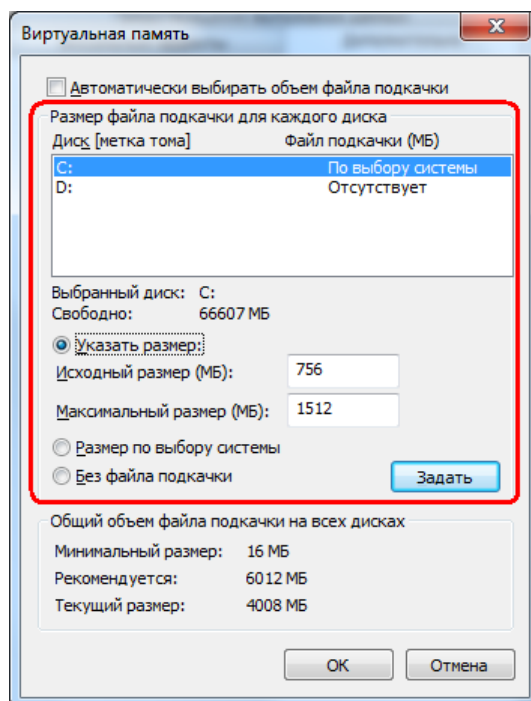 Виртуальная память
Автоматически выбирать объем файла подкачки
Размер файла подкачки для каждого диска
Диск [метка тома] Файл подкачки (МБ)
C: По выбору системы
D: Отсутствует
Выбранный диск: C:
Свободно: 66607 МБ
Указать размер:
Исходный размер (МБ): 756
Максимальный размер (МБ): 1512
Размер по выбору системы
Без файла подкачки Задать
Общий объем файла подкачки на всех дисках
Минимальный размер: 16 МБ
Рекомендуется: 6012 МБ
Текущий размер: 4008 МБ
ОК Отмена